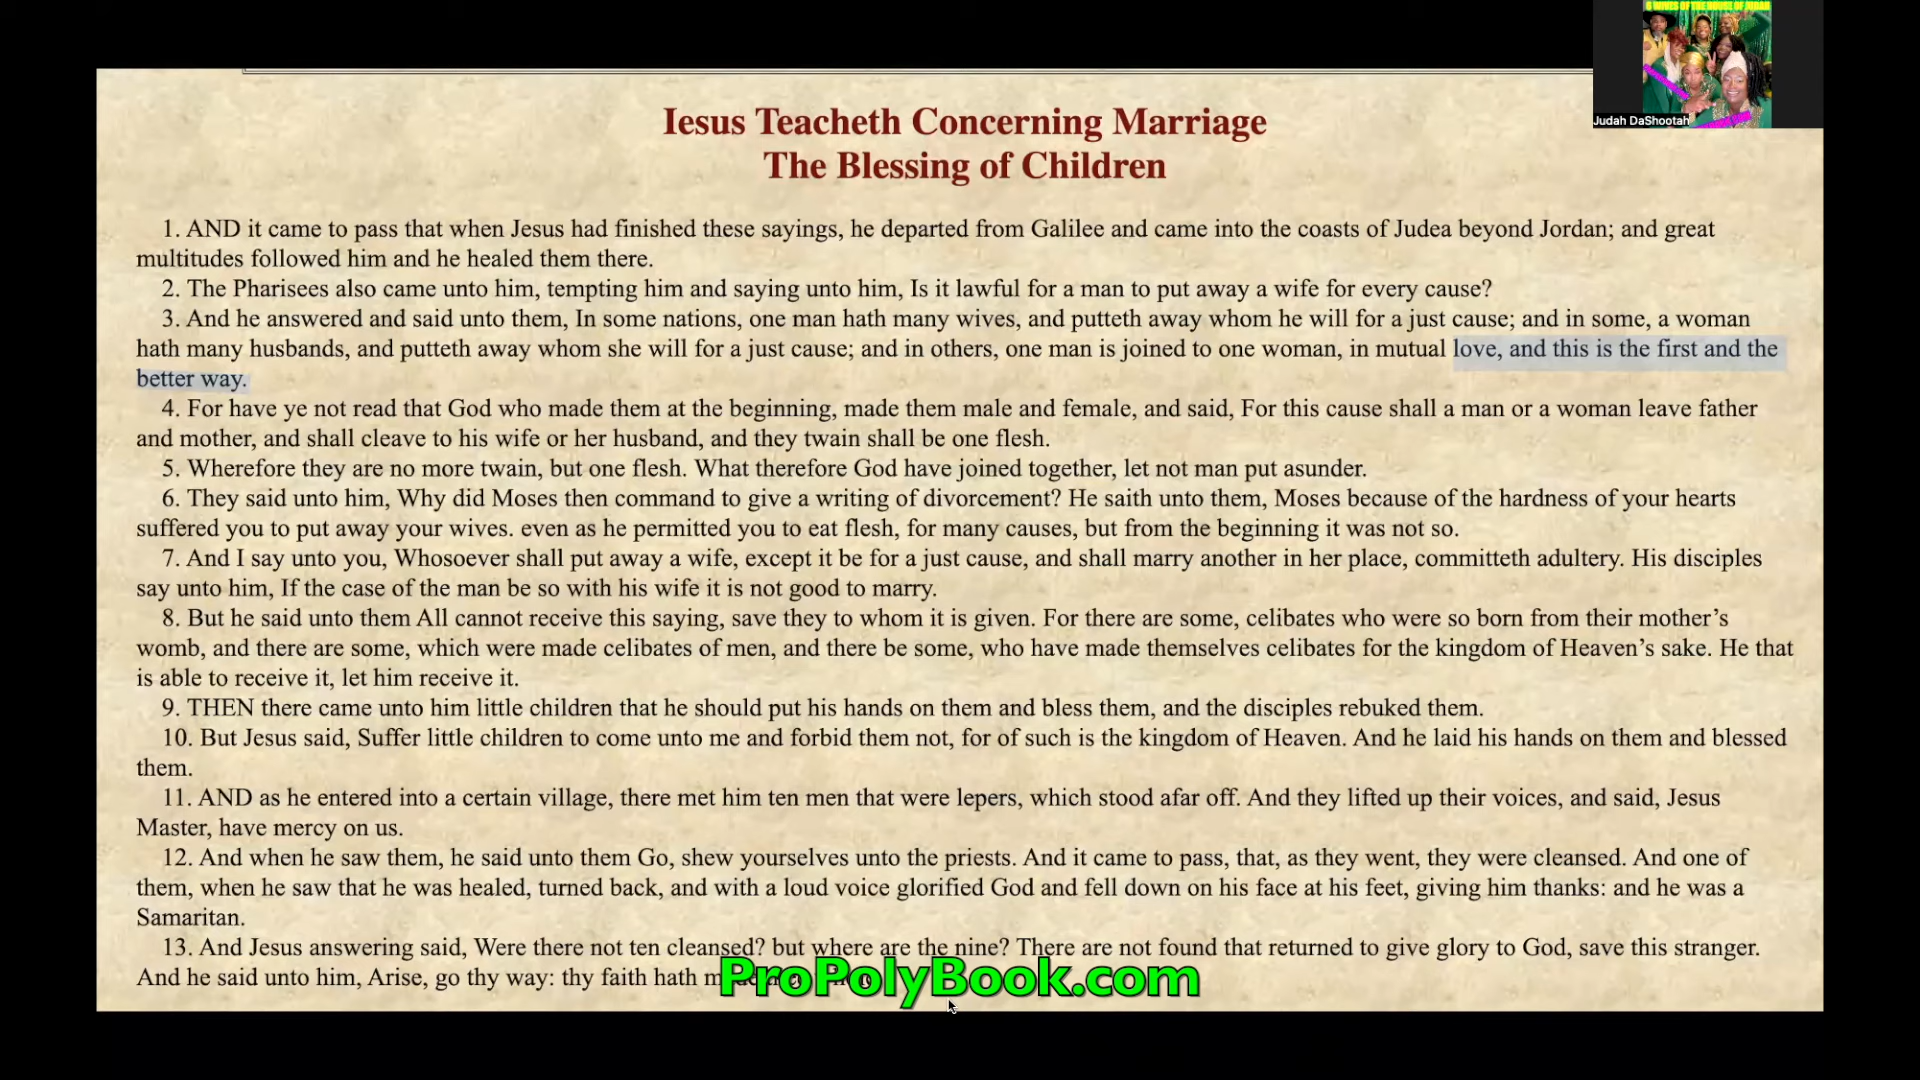 6 WIVES OF THE HOUSE OF JUDAH
Judah DaShootah
Iesus Teacheth Concerning Marriage
The Blessing of Children
1. AND it came to pass that when Jesus had finished these sayings, he departed from Galilee and came into the coasts of Judea beyond Jordan; and great
multitudes followed him and he healed them there.
2. The Pharisees also came unto him, tempting him and saying unto him, Is it lawful for a man to put away a wife for every cause?
3. And he answered and said unto them, In some nations, one man hath many wives, and putteth away whom he will for a just cause; and in some, a woman
hath many husbands, and putteth away whom she will for a just cause; and in others, one man is joined to one woman, in mutual love, and this is the first and the
better way.
4. For have ye not read that God who made them at the beginning, made them male and female, and said, For this cause shall a man or a woman leave father
and mother, and shall cleave to his wife or her husband, and they twain shall be one flesh.
5. Wherefore they are no more twain, but one flesh. What therefore God have joined together, let not man put asunder.
6. They said unto him, Why did Moses then command to give a writing of divorcement? He saith unto them, Moses because of the hardness of your hearts
suffered you to put away your wives. even as he permitted you to eat flesh, for many causes, but from the beginning it was not so.
7. And I say unto you, Whosoever shall put away a wife, except it be for a just cause, and shall marry another in her place, committeth adultery. His disciples
say unto him, If the case of the man be so with his wife it is not good to marry.
8. But he said unto them All cannot receive this saying, save they to whom it is given. For there are some, celibates who were so born from their mother’s
womb, and there are some, which were made celibates of men, and there be some, who have made themselves celibates for the kingdom of Heaven’s sake. He that
is able to receive it, let him receive it.
9. THEN there came unto him little children that he should put his hands on them and bless them, and the disciples rebuked them.
10. But Jesus said, Suffer little children to come unto me and forbid them not, for of such is the kingdom of Heaven. And he laid his hands on them and blessed
them.
11. AND as he entered into a certain village, there met him ten men that were lepers, which stood afar off. And they lifted up their voices, and said, Jesus
Master, have mercy on us.
12. And when he saw them, he said unto them Go, shew yourselves unto the priests. And it came to pass, that, as they went, they were cleansed. And one of
them, when he saw that he was healed, turned back, and with a loud voice glorified God and fell down on his face at his feet, giving him thanks: and he was a
Samaritan.
13. And Jesus answering said, Were there not ten cleansed? but where are the nine? There are not found that returned to give glory to God, save this stranger.
And he said unto him, Arise, go thy way: thy faith hath
ProPolyBook.com